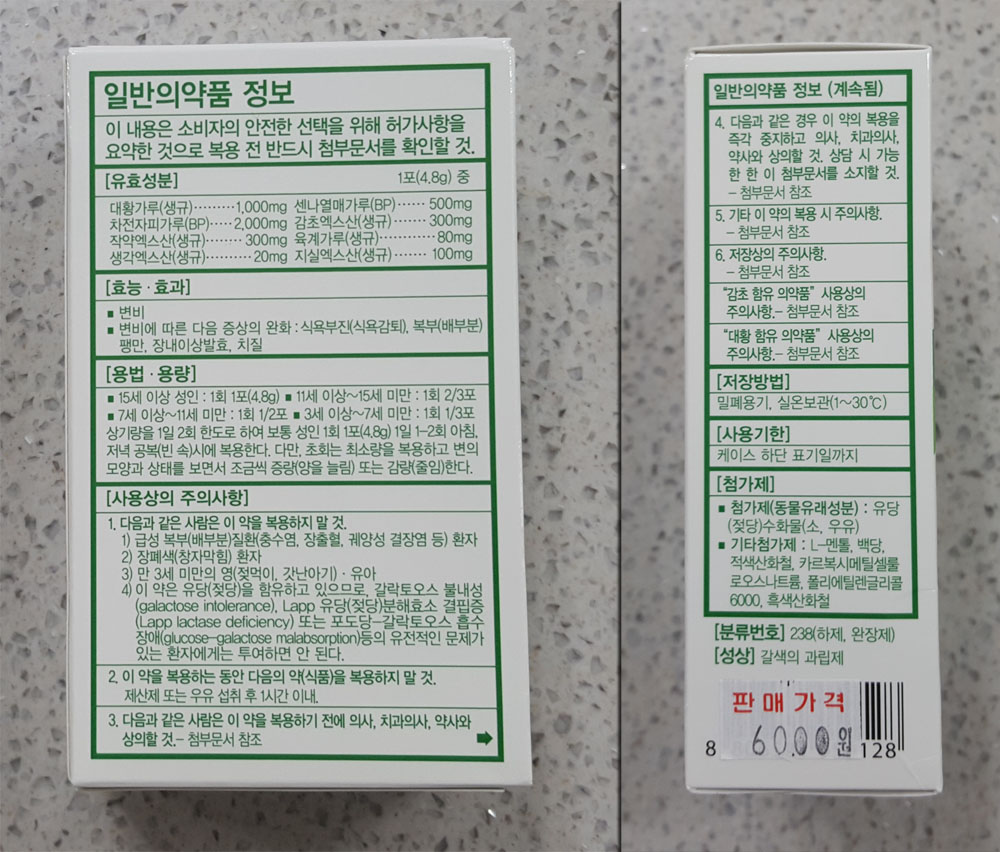 일반의약품 정보
이 내용은 소비자의 안전한 선택을 위해 허가사항을
요약한 것으로 복용 전 반드시 첨부문서를 확인할 것.
[유효성분] 1포(4.8g) 중
대황가루(생규)········1,000mg 센나열매가루(BP)······ 500mg
차전자피가루(BP)·····2,000mg 감초엑스산(생규)······· 300mg
작약엑스산(생규)······· 300mg 육계가루(생규)··········· 80mg
생각엑스산(생규)········· 20mg 지실엑스산(생규)······· 100mg
[효능·효과]
■ 변비
■ 변비에 따른 다음 증상의 완화 : 식욕부진(식욕감퇴), 복부(배부분)
팽만, 장내이상발효, 치질
[용법·용량]
■ 15세 이상 성인 : 1회 1포(4.8g) ■ 11세 이상~15세 미만 : 1회 2/3포
■ 7세 이상~11세 미만 : 1회 1/2포 ■ 3세 이상~7세 미만 : 1회 1/3포
상기량을 1일 2회 한도로 하여 보통 성인 1회 1포(4.8g) 1일 1-2회 아침,
저녁 공복(빈 속)시에 복용한다. 다만, 초회는 최소량을 복용하고 변의
모양과 상태를 보면서 조금씩 증량(양을 늘림) 또는 감량(줄임)한다.
[사용상의 주의사항]
1. 다음과 같은 사람은 이 약을 복용하지 말 것.
1) 급성 복부(배부분)질환(충수염, 장출혈, 궤양성 결장염 등) 환자
2) 장폐색(창자막힘) 환자
3) 만 3세 미만의 영(젖먹이, 갓난아기)·유아
4) 이 약은 유당(젖당)을 함유하고 있으므로, 갈락토오스 불내성
(galactose intolerance), Lapp 유당(젖당)분해효소 결핍증
(Lapp lactase deficiency) 또는 포도당-갈락토오스 흡수
장애(glucose-galactose malabsorption)등의 유전적인 문제가
있는 환자에게는 투여하면 안 된다.
2. 이 약을 복용하는 동안 다음의 약(식품)을 복용하지 말 것.
제산제 또는 우유 섭취 후 1시간 이내.
3. 다음과 같은 사람은 이 약을 복용하기 전에 의사, 치과의사, 약사와
상의할 것.- 첨부문서 참조
일반의약품 정보 (계속됨)
4. 다음과 같은 경우 이 약의 복용을
즉각 중지하고 의사, 치과의사,
약사와 상의할 것. 상담 시 가능
한 한 이 첨부문서를 소지할 것.
- 첨부문서 참조
5. 기타 이 약의 복용 시 주의사항.
- 첨부문서 참조
6. 저장상의 주의사항.
- 첨부문서 참조
“감초 함유 의약품” 사용상의
주의사항.- 첨부문서 참조
“대황 함유 의약품” 사용상의
주의사항.- 첨부문서 참조
[저장방법]
밀폐용기, 실온보관(1~30℃)
[사용기한]
케이스 하단 표기일까지
[첨가제]
■ 첨가제(동물유래성분) : 유당
(젖당)수화물(소, 우유)
■ 기타첨가제 : L-멘톨, 백당,
적색산화철, 카르복시메틸셀룰
로오스나트륨, 폴리에틸렌글리콜
6000, 흑색산화철
[분류번호] 238(하제, 완장제)
[성상] 갈색의 과립제
판매가격
6000원
8 128